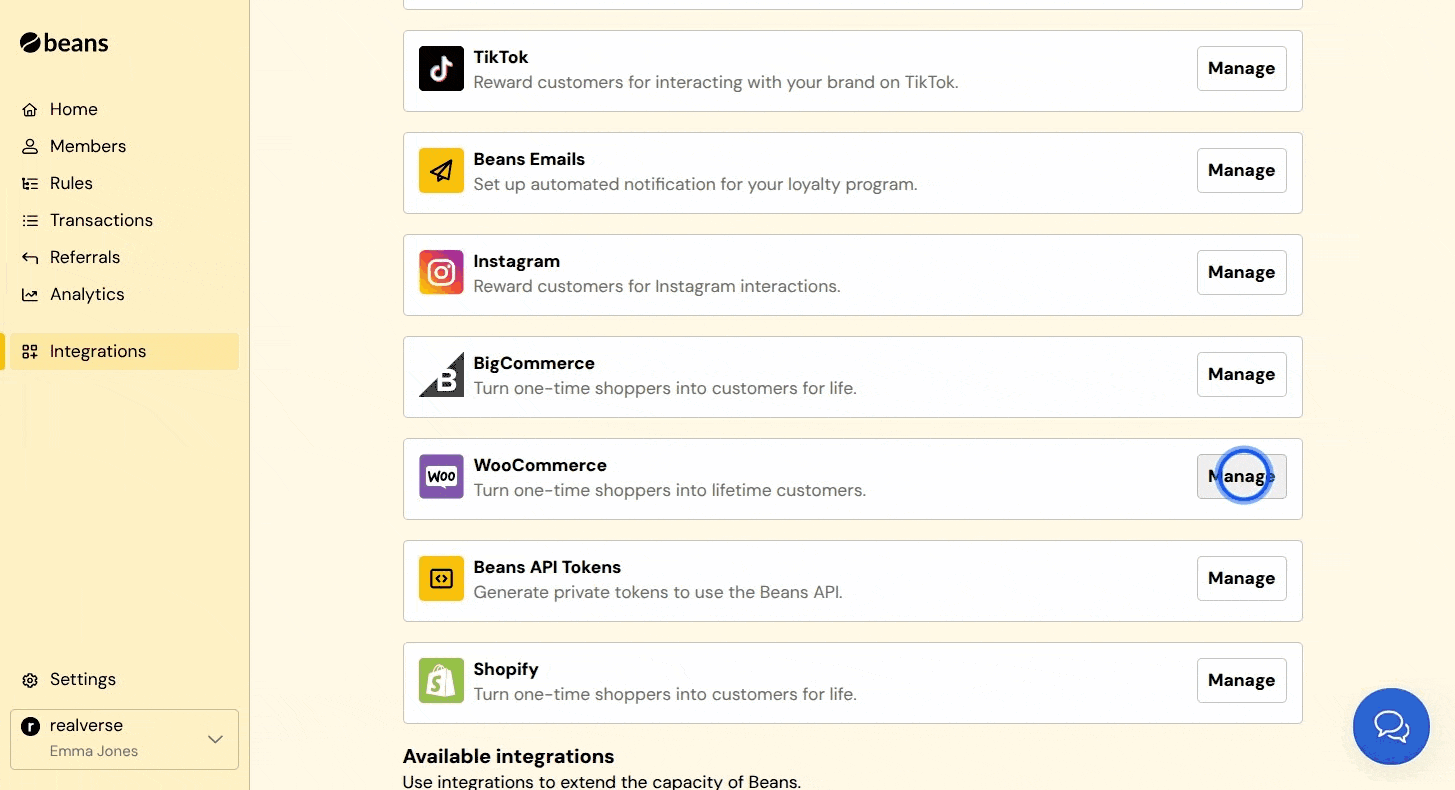 beans
Home
Members
Rules
Transactions
Referrals
Analytics
Integrations
Settings
r
realverse
Emma Jones
TikTok
Reward customers for interacting with your brand on TikTok.
Manage
Beans Emails
Set up automated notification for your loyalty program.
Manage
Instagram
Reward customers for Instagram interactions.
Manage
B
BigCommerce
Turn one-time shoppers into customers for life.
Manage
WOO
WooCommerce
Turn one-time shoppers into lifetime customers.
Manage
Beans API Tokens
Generate private tokens to use the Beans API.
Manage
S
Shopify
Turn one-time shoppers into customers for life.
Manage
Available integrations
Use integrations to extend the capacity of Beans.